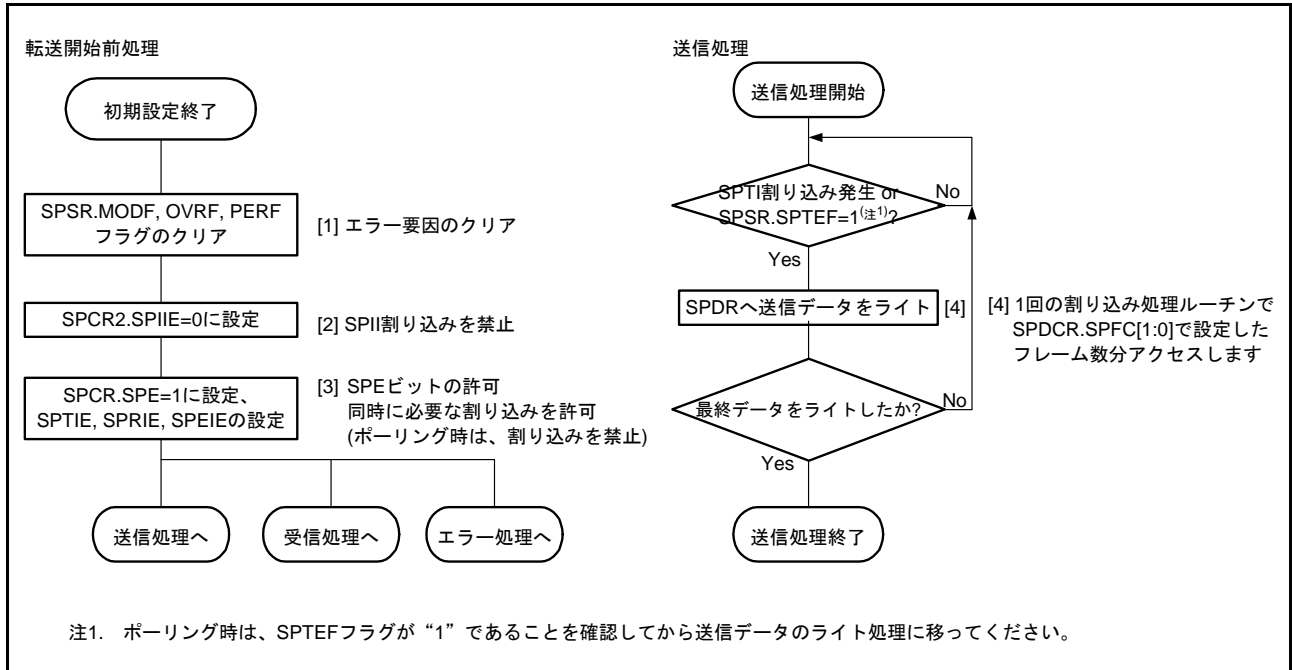 転送開始前処理
初期設定終了
SPSR.MODF, OVRF, PERF
フラグのクリア
[1] エラー要因のクリア
SPCR2.SPIIE=0に設定
[2] SPII割り込みを禁止
SPCR.SPE=1に設定、
SPTIE, SPRIE, SPEIEの設定
[3] SPEビットの許可
同時に必要な割り込みを許可
(ポーリング時は、割り込みを禁止)
送信処理へ
受信処理へ
エラー処理へ
送信処理
送信処理開始
SPTI割り込み発生 or
SPSR.SPTEF=1(注1)?
No
Yes
SPDRへ送信データをライト
[4]
[4] 1回の割り込み処理ルーチンで
SPDCR.SPFC[1:0]で設定した
フレーム数分アクセスします
最終データをライトしたか?
No
Yes
送信処理終了
注1. ポーリング時は、SPTEFフラグが“1”であることを確認してから送信データのライト処理に移ってください。